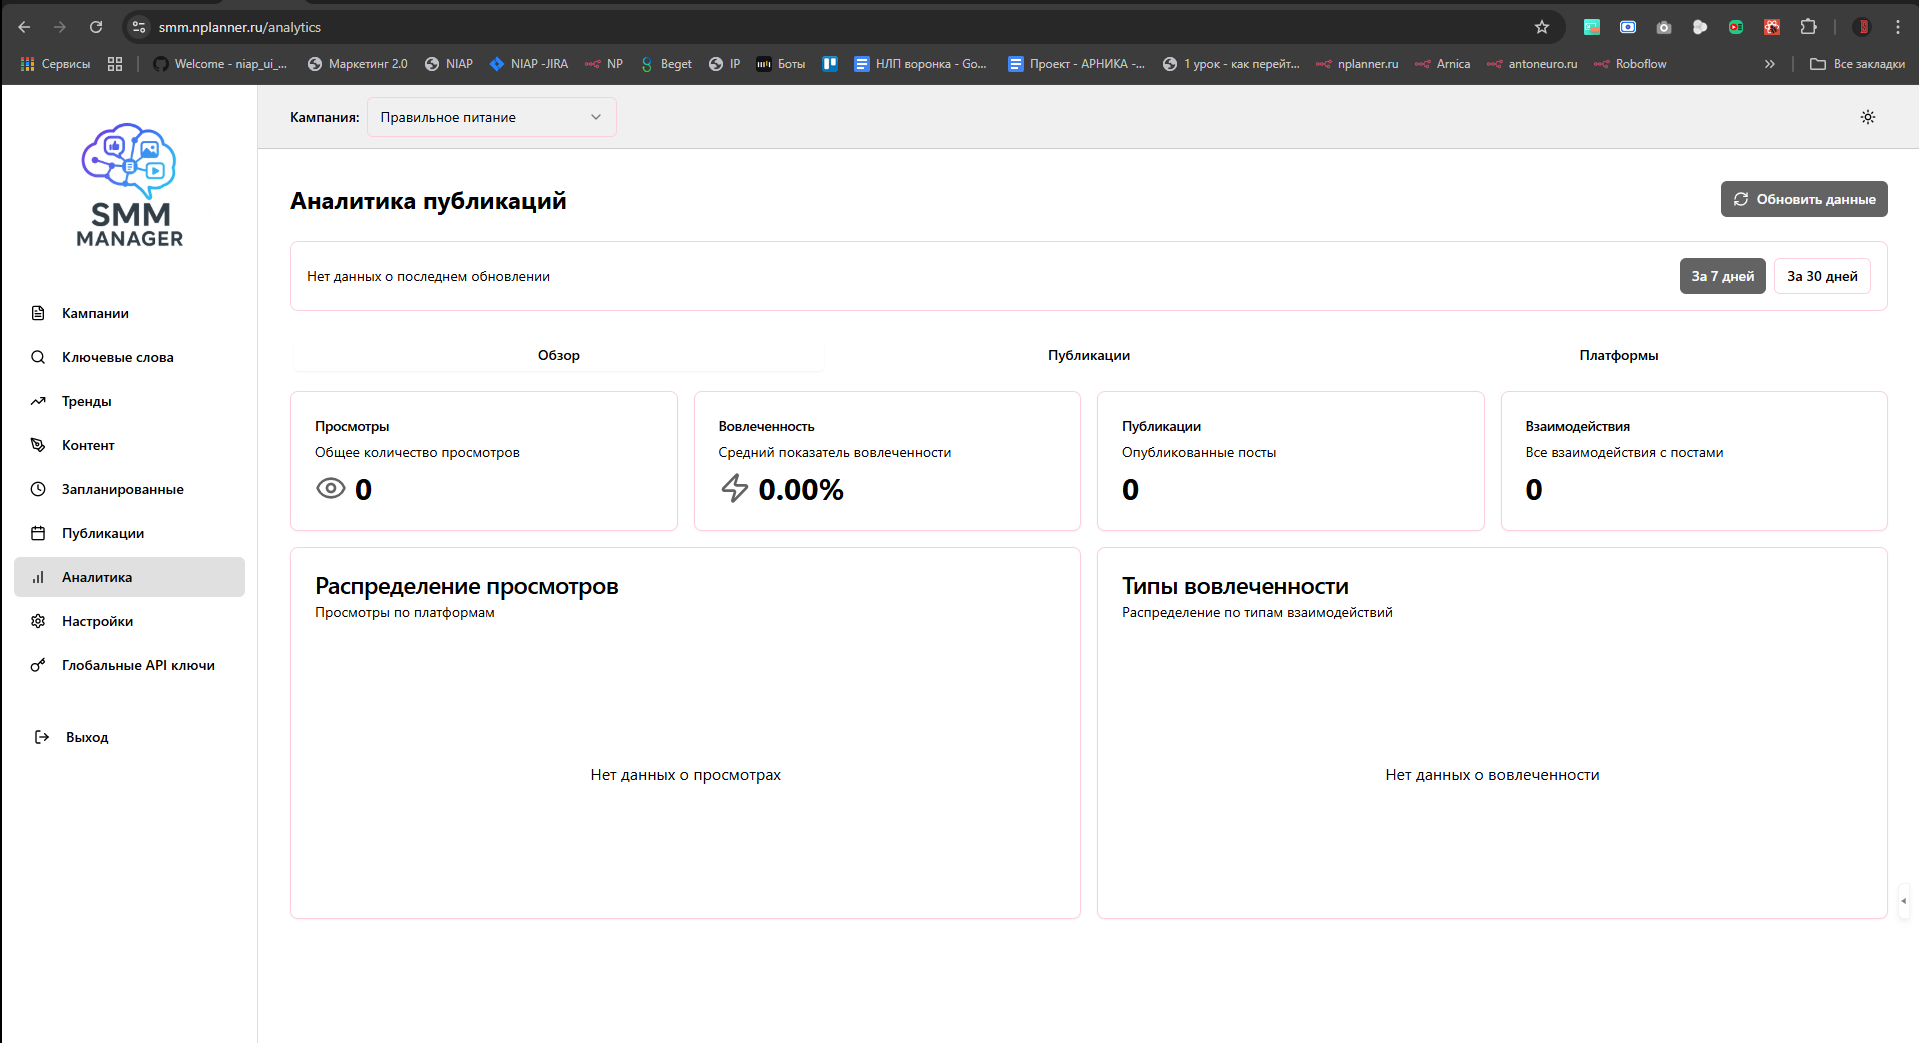 smm.nplanner.ru/analytics
Сервисы
Welcome - niap_ui_...
Маркетинг 2.0
NIAP
NIAP -JIRA
NP
Beget
IP
Боты
НЛП воронка - Go...
Проект - АРНИКА -...
1 урок - как перейт...
nplanner.ru
Arnica
antoneuro.ru
Roboflow
Все закладки
SMM
MANAGER
Кампании
Ключевые слова
Тренды
Контент
Запланированные
Публикации
Аналитика
Настройки
Глобальные API ключи
Выход
Кампания:
Правильное питание
Аналитика публикаций
Обновить данные
Нет данных о последнем обновлении
За 7 дней
За 30 дней
Обзор
Публикации
Платформы
Просмотры
Общее количество просмотров
0
Вовлеченность
Средний показатель вовлеченности
0.00%
Публикации
Опубликованные посты
0
Взаимодействия
Все взаимодействия с постами
0
Распределение просмотров
Просмотры по платформам
Нет данных о просмотрах
Типы вовлеченности
Распределение по типам взаимодействий
Нет данных о вовлеченности